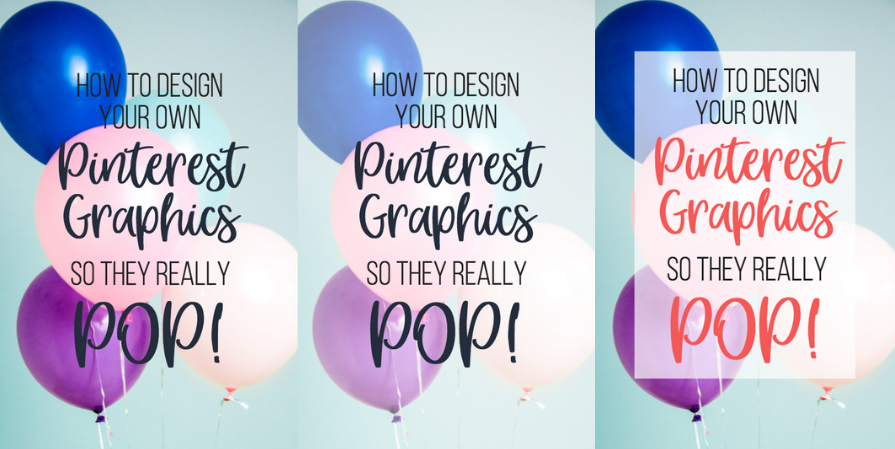 HOW TO DESIGN
YOUR OWN
Pinterest
Graphics
SO THEY REALLY
POP!
HOW TO DESIGN
YOUR OWN
Pinterest
Graphics
SO THEY REALLY
POP!
HOW TO DESIGN
YOUR OWN
Pinterest
Graphics
SO THEY REALLY
POP!